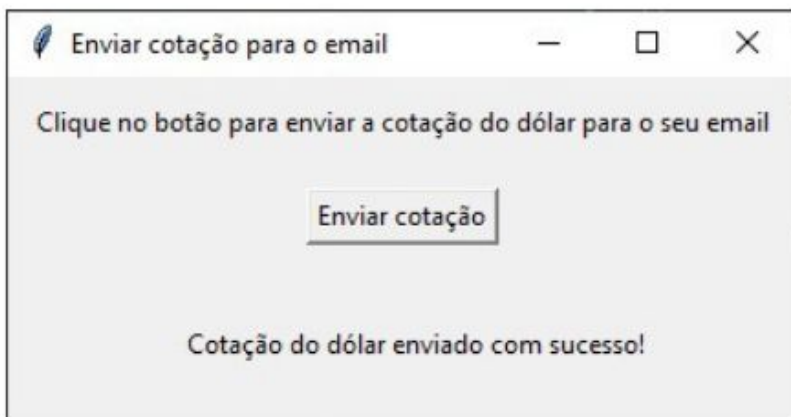 Enviar cotação para o email
Clique no botão para enviar a cotação do dólar para o seu email
Enviar cotação
Cotação do dólar enviado com sucesso!